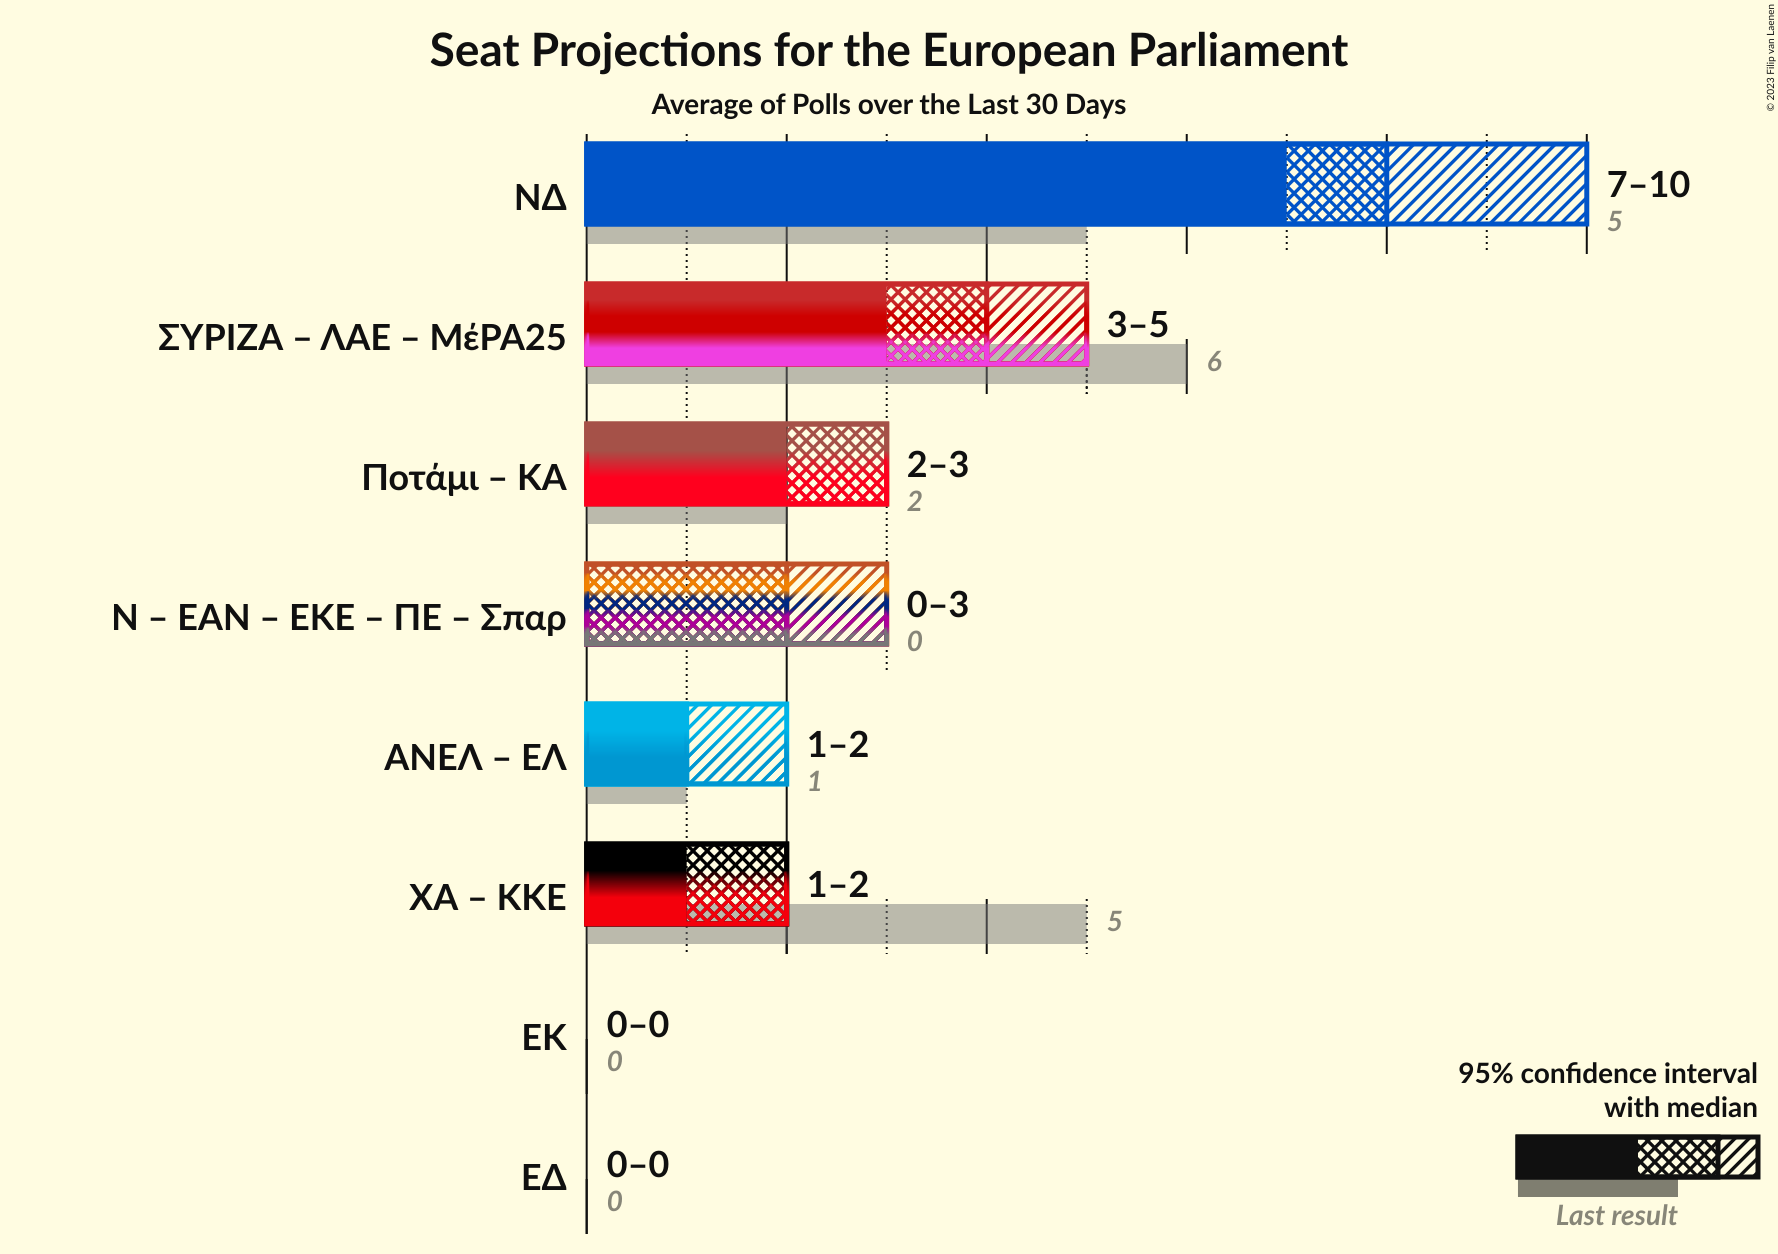 Seat Projections for the European Parliament
Average of Polls over the Last 30 Days
© 2023 Filip van Laenen
ΝΔ
7–10
5
ΣΥΡΙΖΑ – ΛΑΕ – ΜέΡΑ25
3–5
6
Ποτάμι – ΚΑ
2–3
2
Ν – ΕΑΝ – ΕΚΕ – ΠΕ – Σπαρ
0–3
0
ΑΝΕΛ – ΕΛ
1–2
1
ΧΑ – ΚΚΕ
1–2
5
ΕΚ
0–0
0
ΕΔ
0–0
0
95% confidence interval
with median
Last result